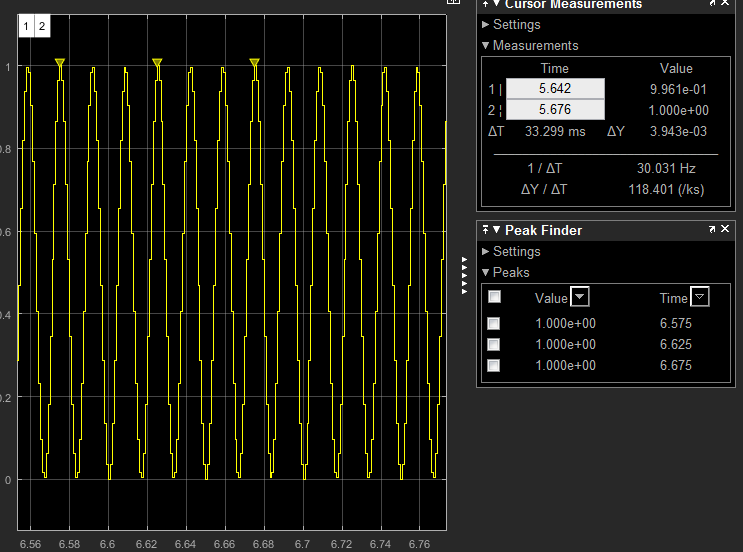 Cursor Measurements
Settings
Measurements
Time Value
1 | 5.642 9.961e-01
2 ¦ 5.676 1.000e+00
ΔT 33.299 ms ΔY 3.943e-03
1 / ΔT 30.031 Hz
ΔY / ΔT 118.401 (/ks)
Peak Finder
Settings
Peaks
Value Time
1.000e+00 6.575
1.000e+00 6.625
1.000e+00 6.675
1 2
1
0.8
0.6
0.4
0.2
0
6.56 6.58 6.6 6.62 6.64 6.66 6.68 6.7 6.72 6.74 6.76